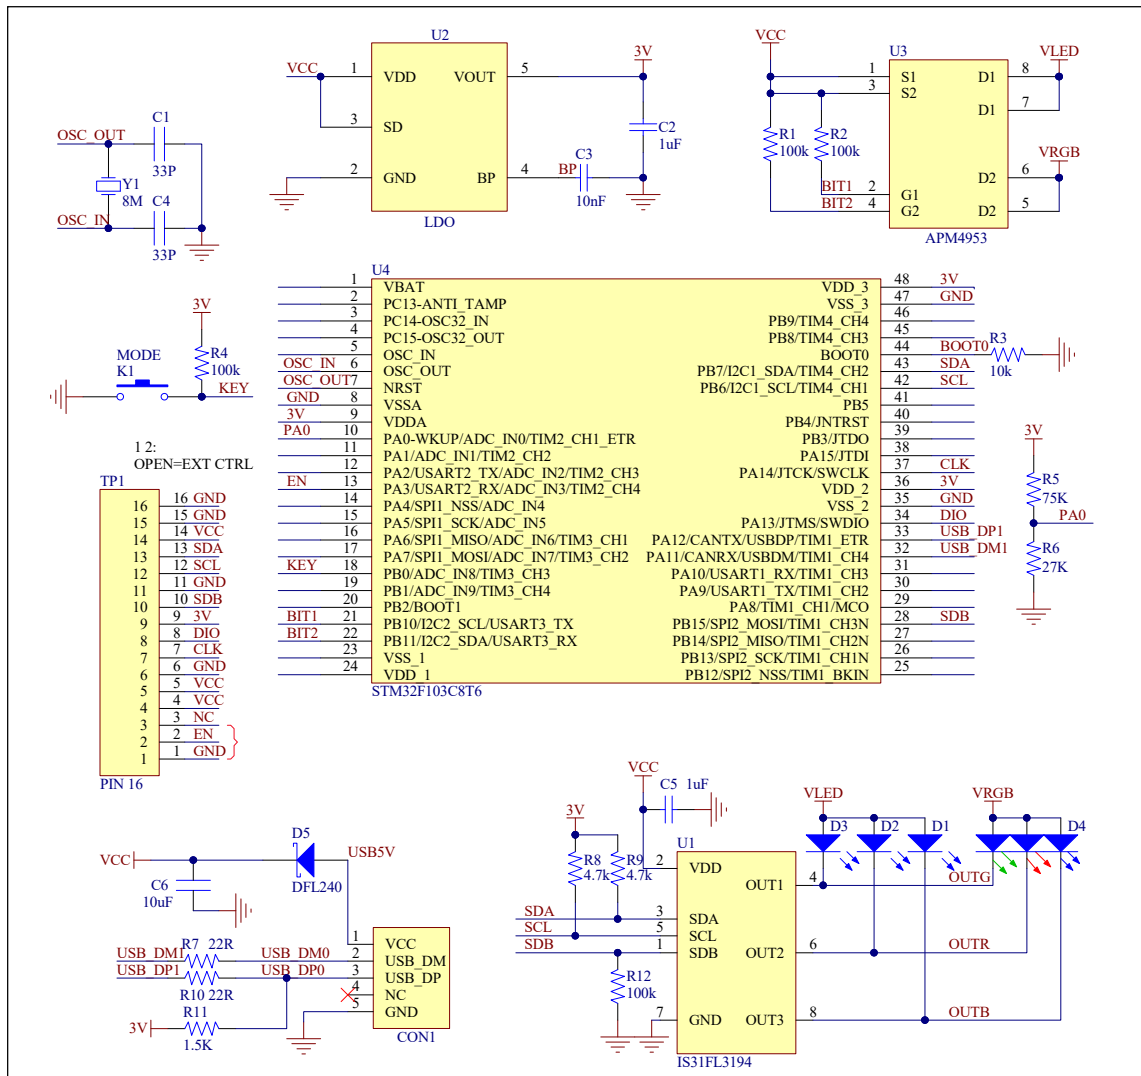 U2
VCC
1
VDD
VOUT
5
3V
3
SD
2
GND
BP
4
BP
C3
10nF
C2
1uF
LDO
VCC
U3
VLED
1
S1
D1
8
3
S2
D1
7
R1
100k
R2
100k
VRGB
D2
6
BIT1
2
G1
BIT2
4
G2
D2
5
APM4953
C1
OSC_OUT
33P
Y1
8M
C4
OSC_IN
33P
3V
R4
100k
MODE
K1
KEY
U4
1
VBAT
2
PC13-ANTI_TAMP
3
PC14-OSC32_IN
4
PC15-OSC32_OUT
5
OSC_IN
OSC_IN
6
OSC_OUT
OSC_OUT
7
NRST
GND
8
VSSA
3V
9
VDDA
PA0
10
PA0-WKUP/ADC_IN0/TIM2_CH1_ETR
11
PA1/ADC_IN1/TIM2_CH2
12
PA2/USART2_TX/ADC_IN2/TIM2_CH3
EN
13
PA3/USART2_RX/ADC_IN3/TIM2_CH4
14
PA4/SPI1_NSS/ADC_IN4
15
PA5/SPI1_SCK/ADC_IN5
16
PA6/SPI1_MISO/ADC_IN6/TIM3_CH1
17
PA7/SPI1_MOSI/ADC_IN7/TIM3_CH2
KEY
18
PB0/ADC_IN8/TIM3_CH3
19
PB1/ADC_IN9/TIM3_CH4
20
PB2/BOOT1
BIT1
21
PB10/I2C2_SCL/USART3_TX
BIT2
22
PB11/I2C2_SDA/USART3_RX
23
VSS_1
24
VDD_1
VDD_3
48
3V
VSS_3
47
GND
PB9/TIM4_CH4
46
PB8/TIM4_CH3
45
BOOT0
44
BOOT0
PB7/I2C1_SDA/TIM4_CH2
43
SDA
PB6/I2C1_SCL/TIM4_CH1
42
SCL
PB5
41
PB4/JNTRST
40
PB3/JTDO
39
PA15/JTDI
38
PA14/JTCK/SWCLK
37
CLK
VDD_2
36
3V
VSS_2
35
GND
PA13/JTMS/SWDIO
34
DIO
PA12/CANTX/USBDP/TIM1_ETR
33
USB_DP1
PA11/CANRX/USBDM/TIM1_CH4
32
USB_DM1
PA10/USART1_RX/TIM1_CH3
31
PA9/USART1_TX/TIM1_CH2
30
PA8/TIM1_CH1/MCO
29
PB15/SPI2_MOSI/TIM1_CH3N
28
SDB
PB14/SPI2_MISO/TIM1_CH2N
27
PB13/SPI2_SCK/TIM1_CH1N
26
PB12/SPI2_NSS/TIM1_BKIN
25
STM32F103C8T6
R3
10k
3V
R5
75K
PA0
R6
27K
1 2:
OPEN=EXT CTRL
TP1
16 16 GND
15 15 GND
14 14 VCC
13 13 SDA
12 12 SCL
11 11 GND
10 10 SDB
9 9 3V
8 8 DIO
7 7 CLK
6 6 GND
5 5 VCC
4 4 VCC
3 3 NC
2 2 EN
1 1 GND
PIN 16
D5
USB5V
VCC
DFL240
C6
10uF
R7 22R
USB_DM1
USB_DM0
USB_DP1
USB_DP0
R10 22R
R11
3V
1.5K
1
VCC
2
USB_DM
3
USB_DP
4
NC
5
GND
CON1
VCC
C5 1uF
3V
R8
4.7k
R9
4.7k
U1
2
VDD
OUT1
4
SDA
3
SDA
SCL
5
SCL
SDB
1
SDB
OUT2
6
R12
100k
7
GND
OUT3
8
IS31FL3194
VLED
VRGB
D3
D2
D1
D4
OUTG
OUTR
OUTB